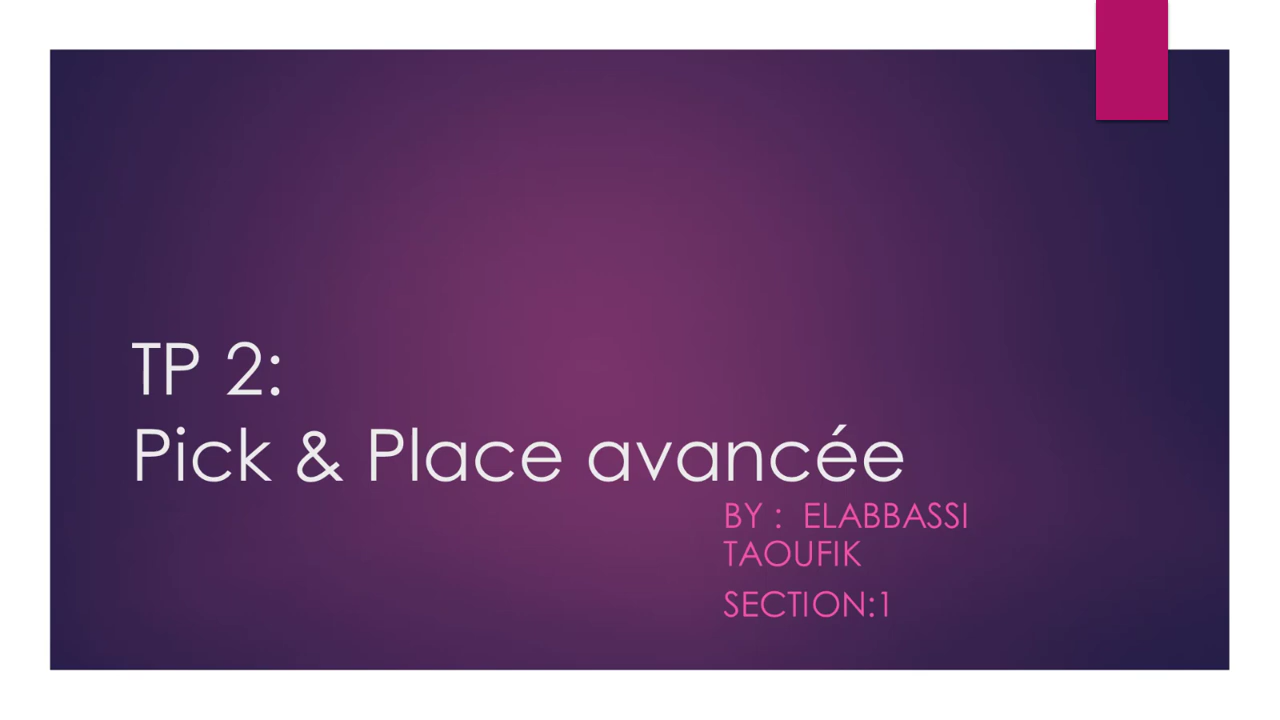 TP 2:
Pick & Place avancée
BY : ELABBASSI
TAOUFIK
SECTION:1